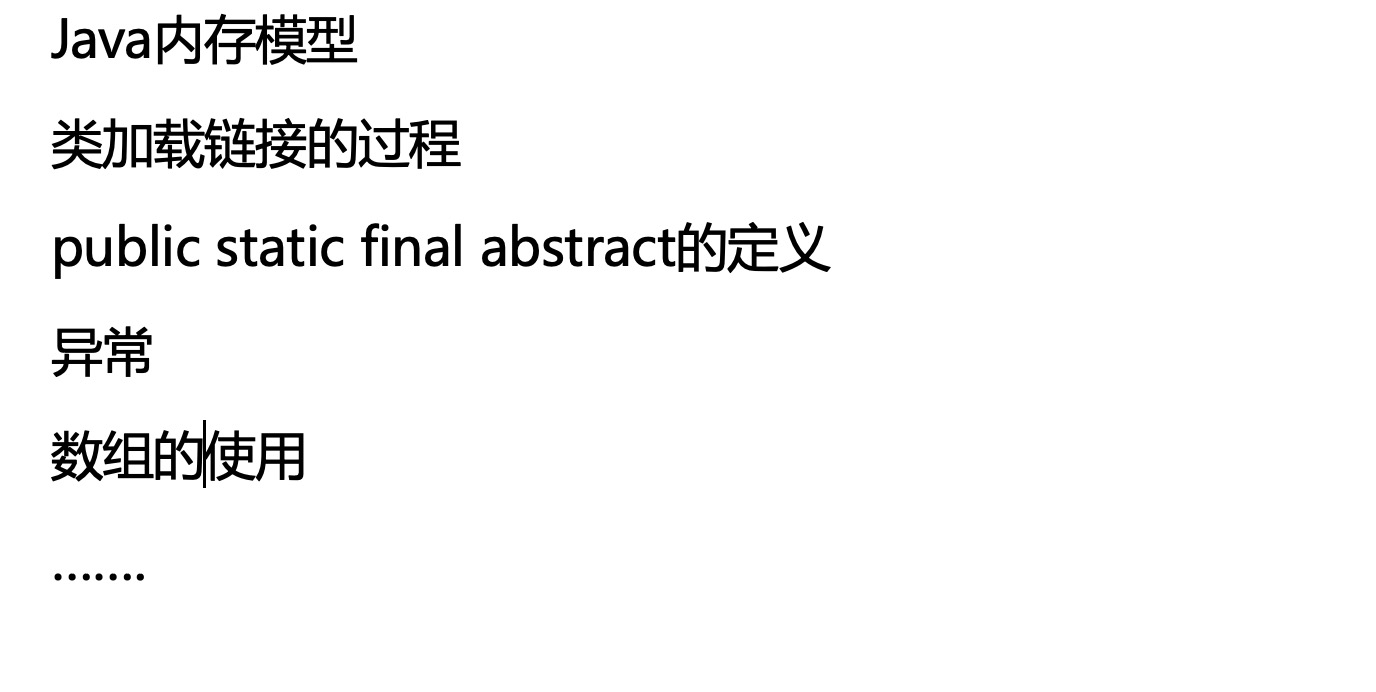 Java内存模型
类加载链接的过程
public static final abstract的定义
异常
数组的使用
.......